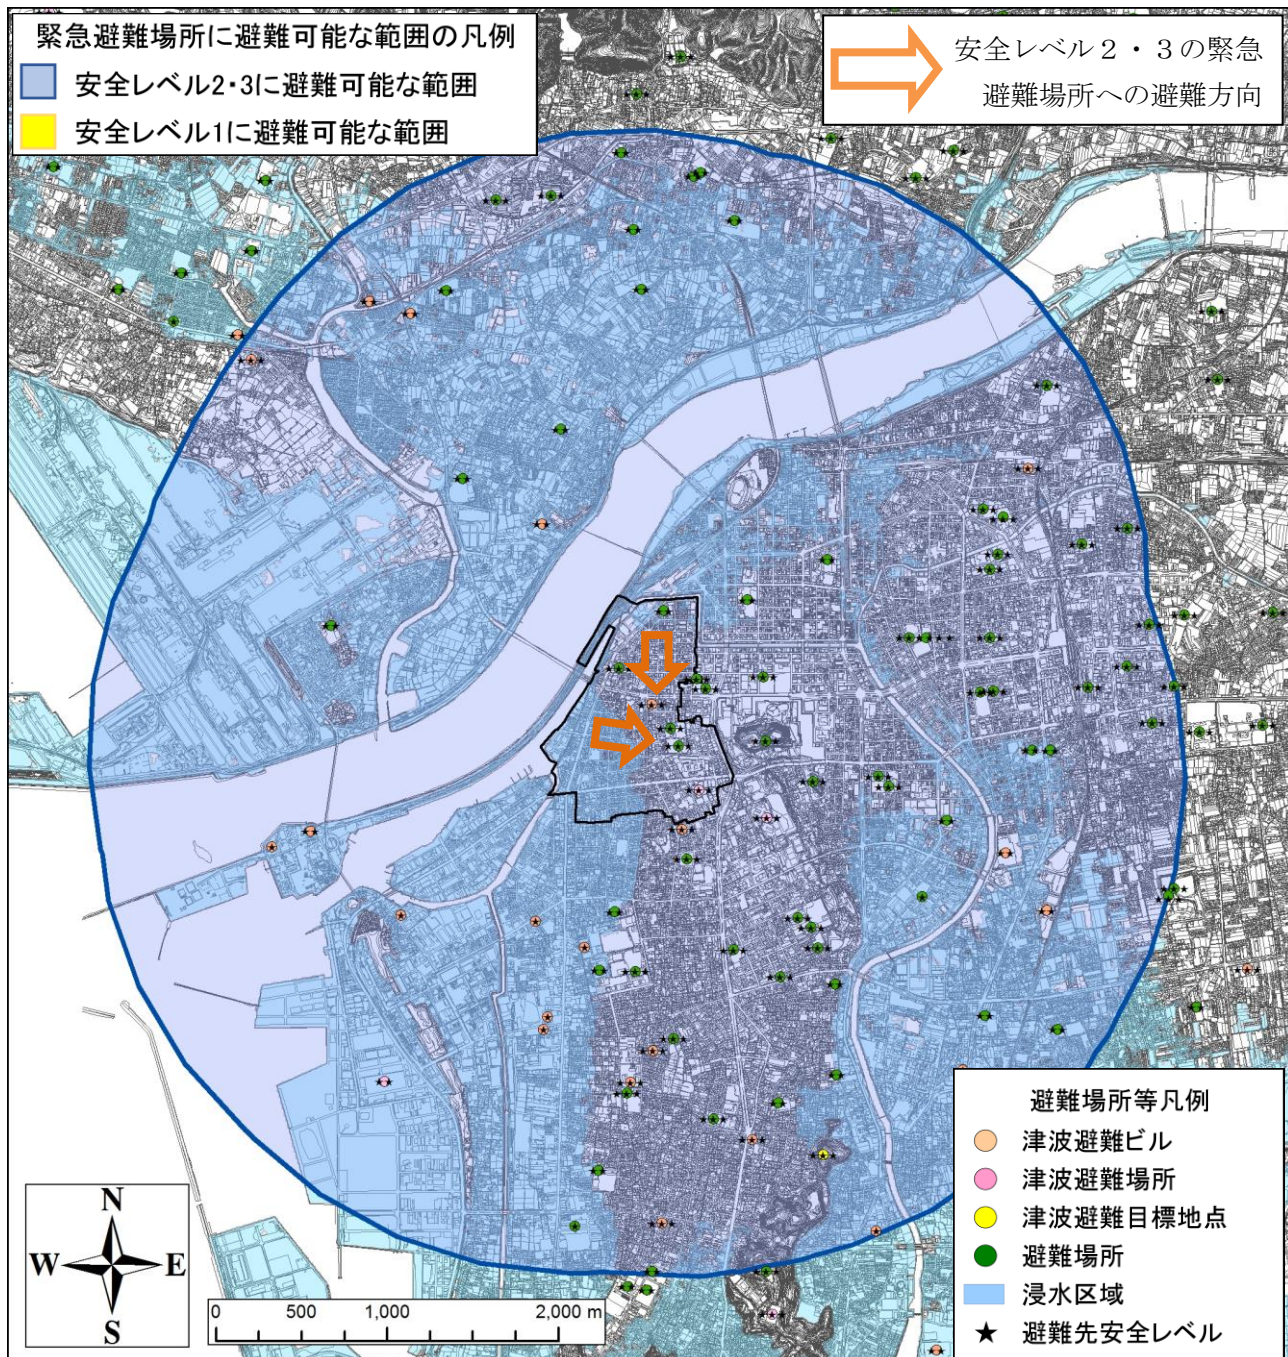 緊急避難場所に避難可能な範囲の凡例
安全レベル2・3に避難可能な範囲
安全レベル1に避難可能な範囲
安全レベル２・３の緊急
避難場所への避難方向
避難場所等凡例
津波避難ビル
津波避難場所
津波避難目標地点
避難場所
浸水区域
避難先安全レベル
N
W
E
S
0 500 1,000 2,000 m